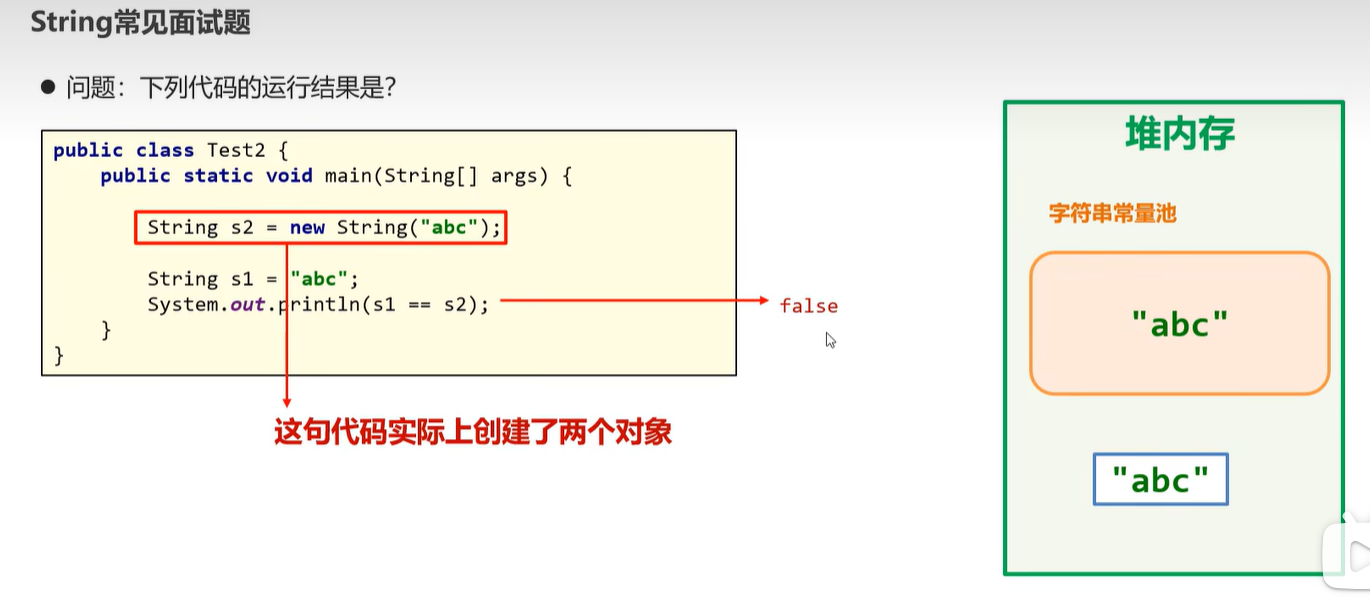 String常见面试题
● 问题：下列代码的运行结果是？
public class Test2 {
public static void main(String[] args) {
String s2 = new String("abc");
String s1 = "abc";
System.out.println(s1 == s2);
}
}
false
这句代码实际上创建了两个对象
堆内存
字符串常量池
"abc"
"abc"